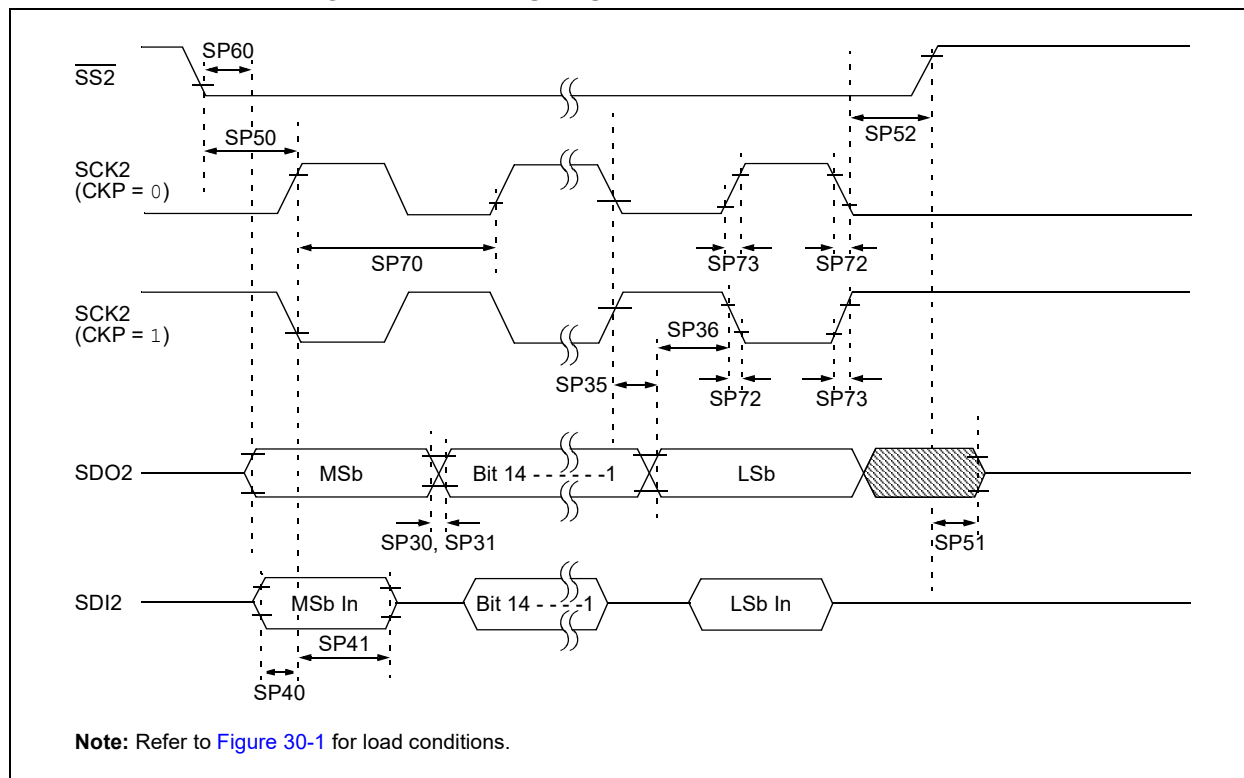 SP60
SS2
SP50
SP52
SCK2
(CKP = 0)
SP70
SP73
SP72
SCK2
(CKP = 1)
SP36
SP35
SP72
SP73
SDO2
MSb
Bit 14 - - - - - -1
LSb
SP30, SP31
SP51
SDI2
MSb In
Bit 14 - - - -1
LSb In
SP41
SP40
Note: Refer to Figure 30-1 for load conditions.